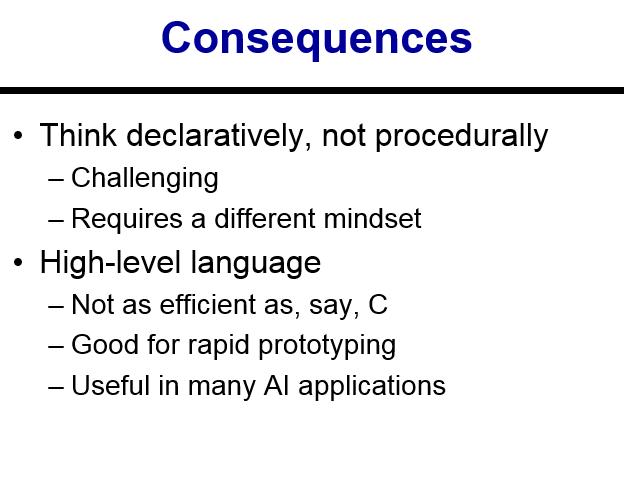 Consequences
• Think declaratively, not procedurally
– Challenging
– Requires a different mindset
• High-level language
– Not as efficient as, say, C
– Good for rapid prototyping
– Useful in many AI applications